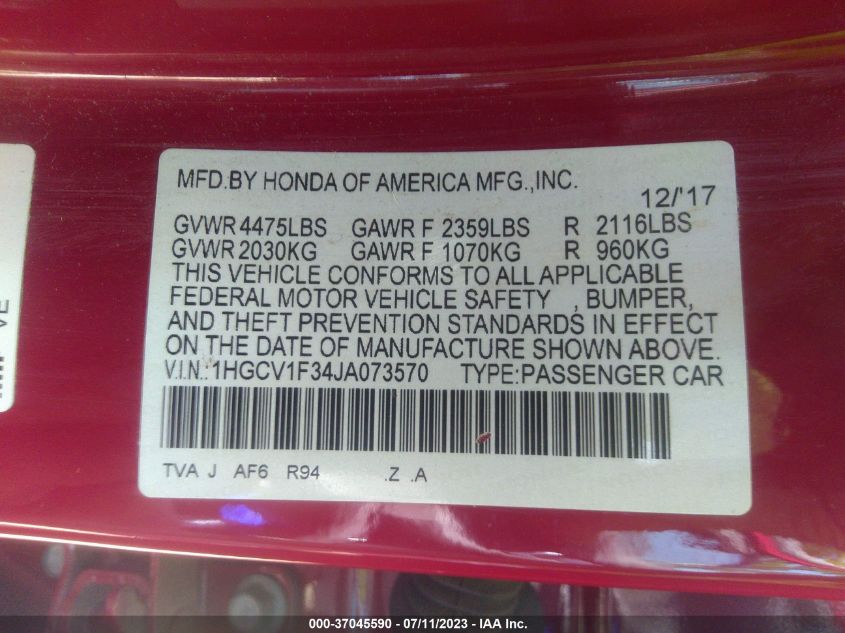 MFD.BY HONDA OF AMERICA MFG.,INC.
12/'17
GVWR 4475LBS GAWR F 2359LBS R 2116LBS
GVWR 2030KG GAWR F 1070KG R 960KG
THIS VEHICLE CONFORMS TO ALL APPLICABLE
FEDERAL MOTOR VEHICLE SAFETY , BUMPER,
AND THEFT PREVENTION STANDARDS IN EFFECT
ON THE DATE OF MANUFACTURE SHOWN ABOVE.
V.I.N.: 1HGCV1F34JA073570 TYPE:PASSENGER CAR
TVA J AF6 R94 .Z .A
000-37045590 - 07/11/2023 - IAA Inc.